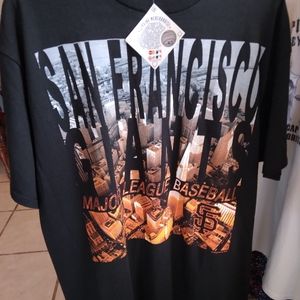 SAN FRANCISCO
GIANTS
MAJOR LEAGUE BASEBALL
SF